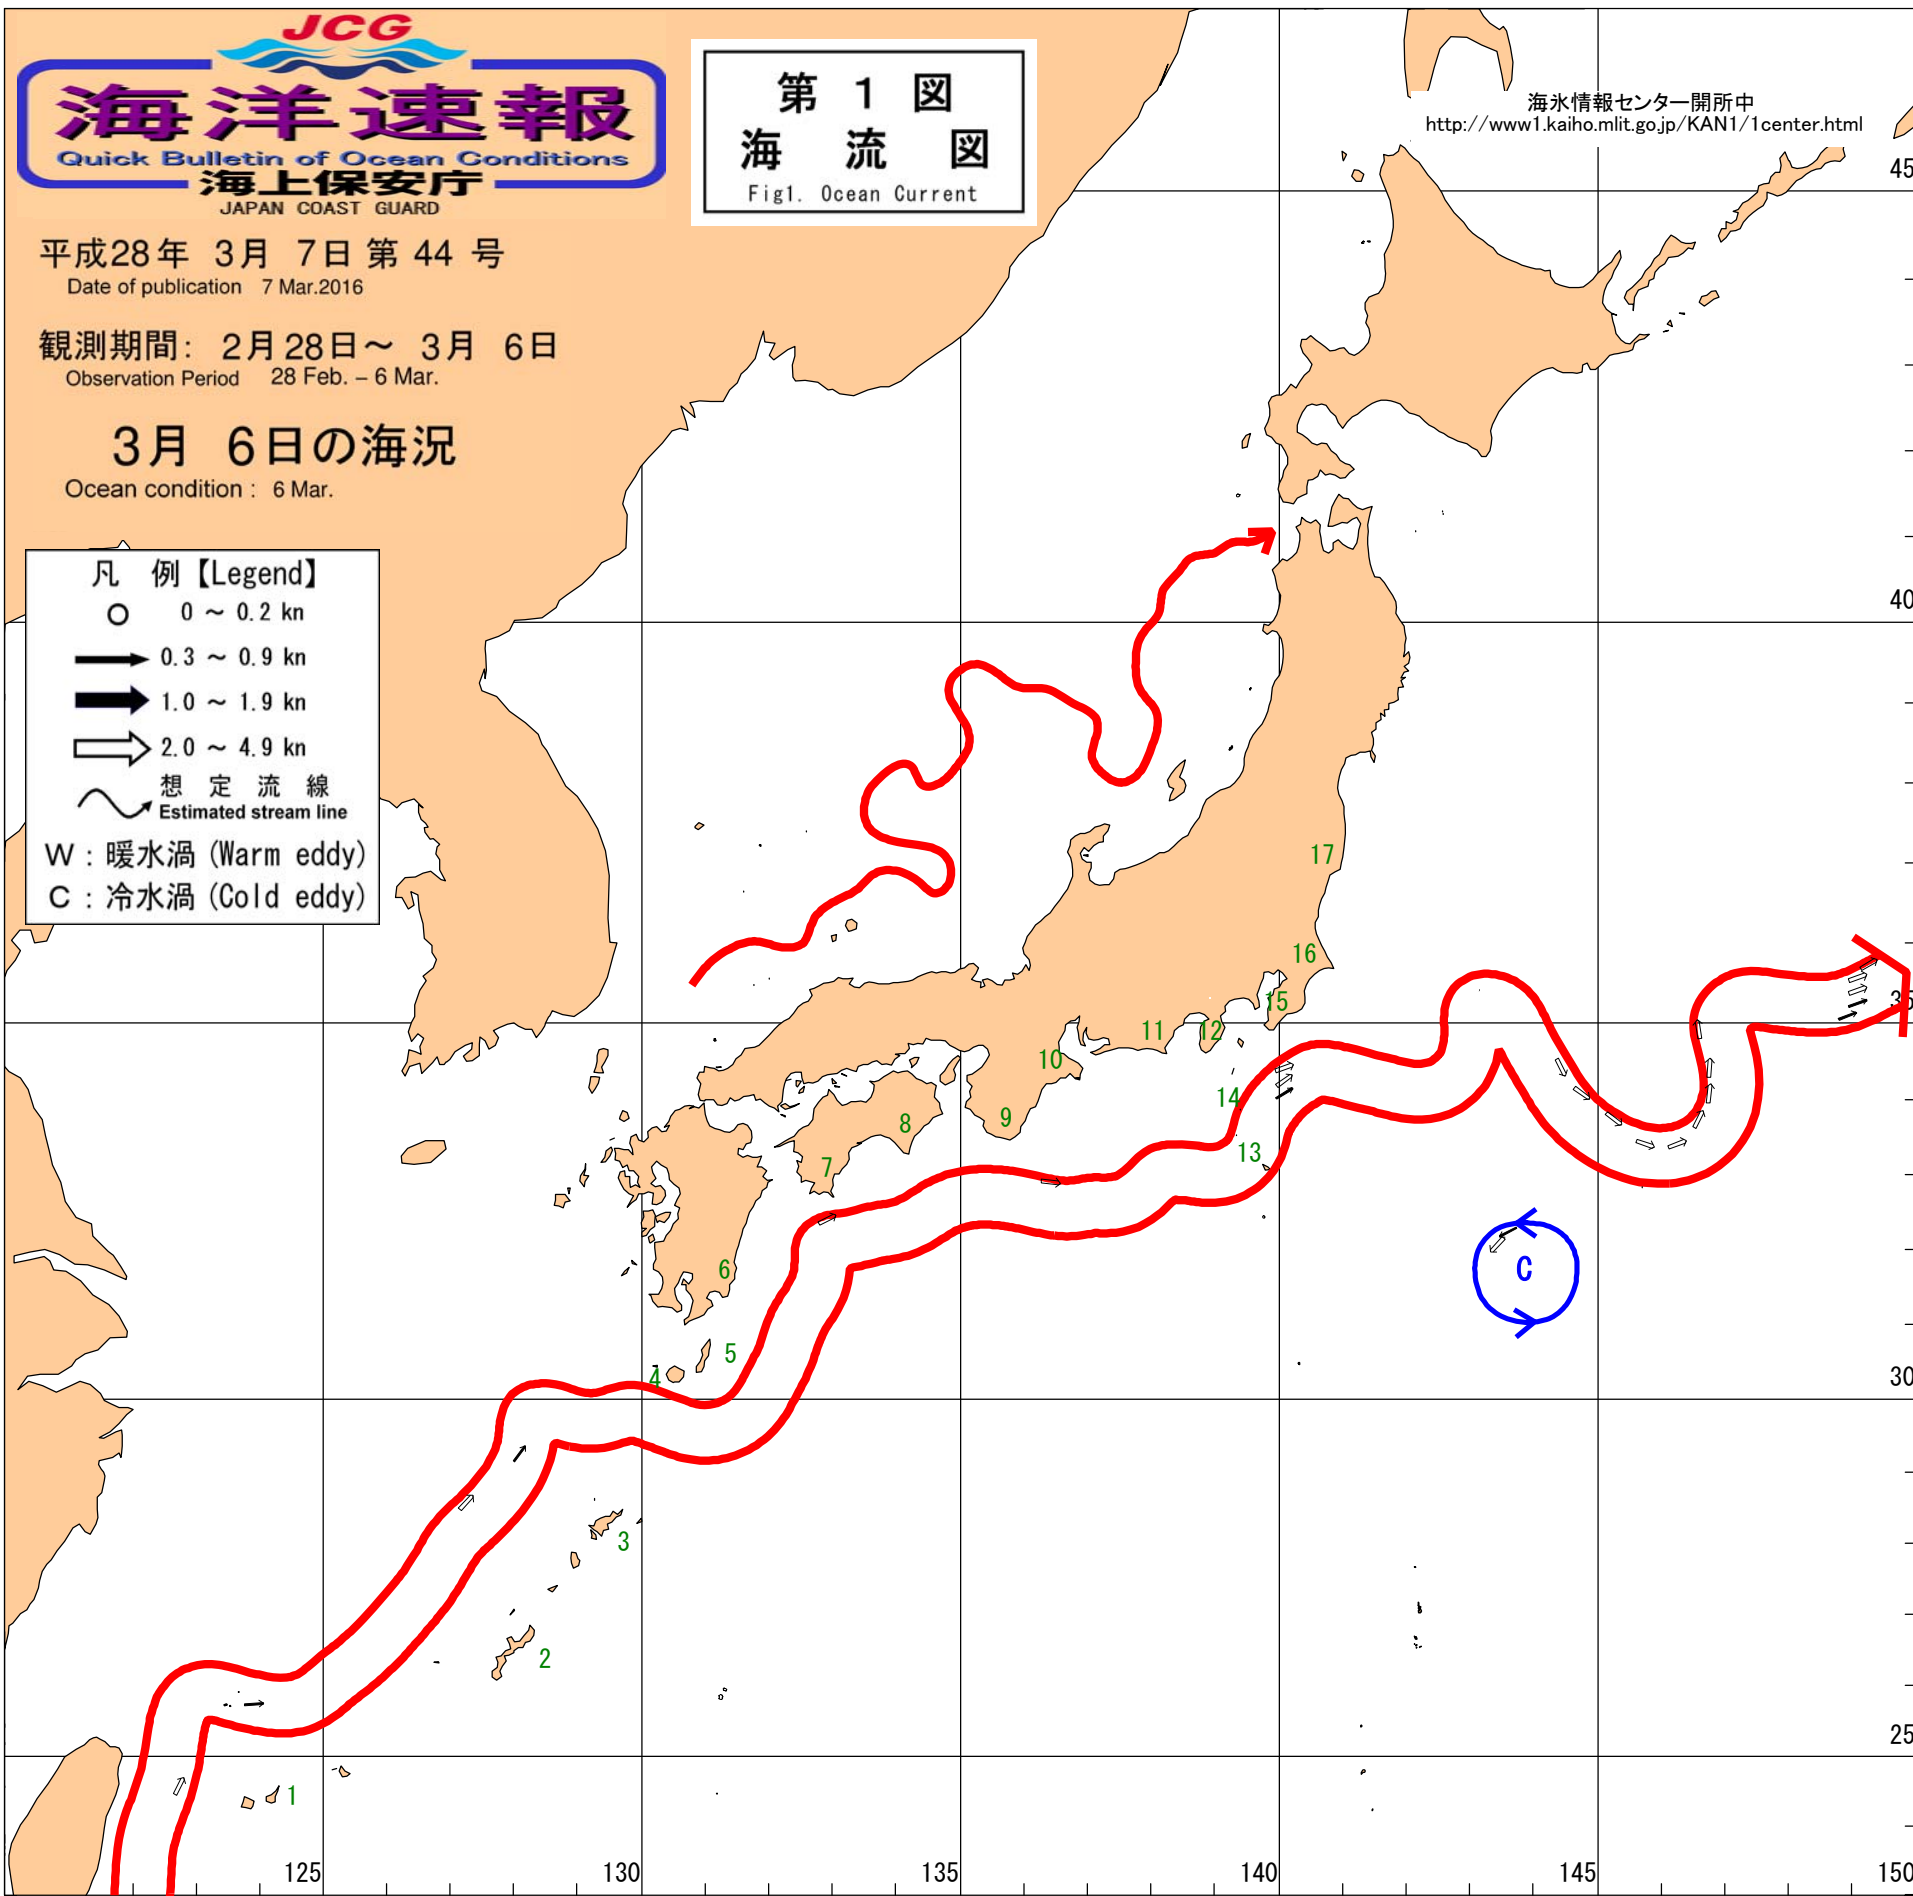 JCG
海洋速報
Quick Bulletin of Ocean Conditions
海上保安庁
JAPAN COAST GUARD
第 1 図
海 流 図
Fig1. Ocean Current
海氷情報センター開所中
http://www1.kaiho.mlit.go.jp/KAN1/1center.html
平成28年 3月 7日 第 44 号
Date of publication 7 Mar.2016
観測期間: 2月28日～ 3月 6日
Observation Period 28 Feb. – 6 Mar.
3月 6日の海況
Ocean condition : 6 Mar.
凡 例【Legend】
0 ～ 0.2 kn
0.3 ～ 0.9 kn
1.0 ～ 1.9 kn
2.0 ～ 4.9 kn
想 定 流 線
Estimated stream line
W : 暖水渦 (Warm eddy)
C : 冷水渦 (Cold eddy)
45
40
17
16
35
15
11
12
10
14
9
8
13
7
6
C
5
4
30
3
2
25
1
125
130
135
140
145
150